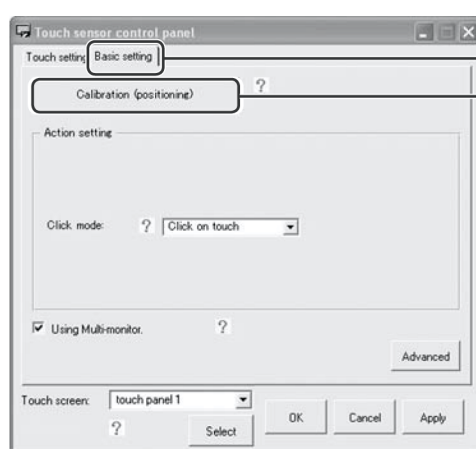 Touch sensor control panel
Touch setting Basic setting
Calibration (positioning) ?
Action setting
Click mode: ? Click on touch
Using Multi-monitor. ?
Advanced
Touch screen: touch panel 1
OK Cancel Apply
? Select